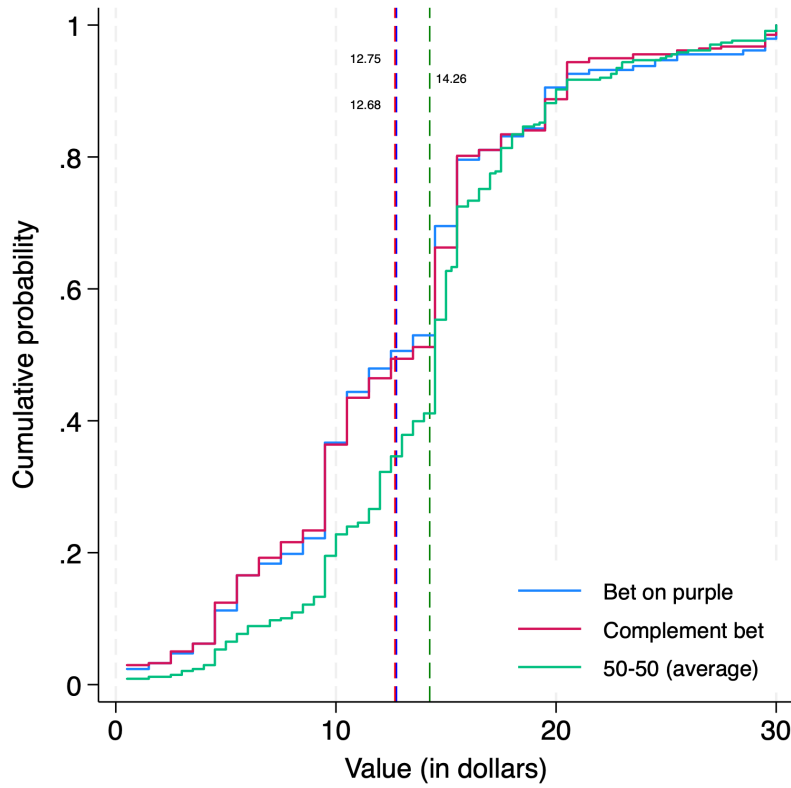 1
.8
.6
.4
.2
0
Cumulative probability
12.75
14.26
12.68
Bet on purple
Complement bet
50-50 (average)
0 10 20 30
Value (in dollars)